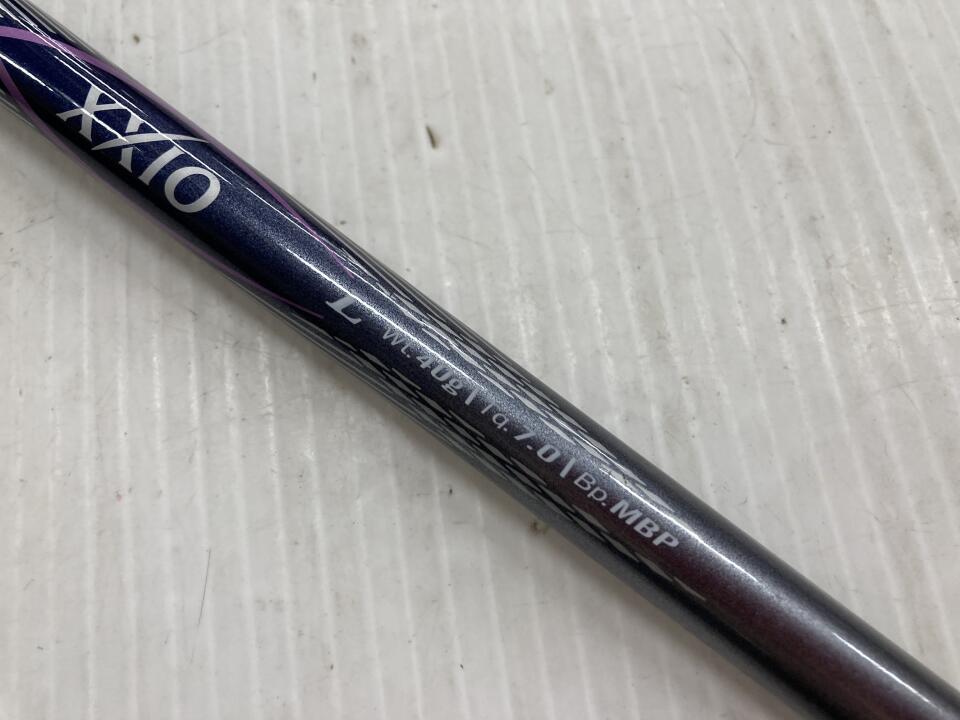 XXIO
L
Wt.40g \ Tq. 7.0 \ Bp. MBP